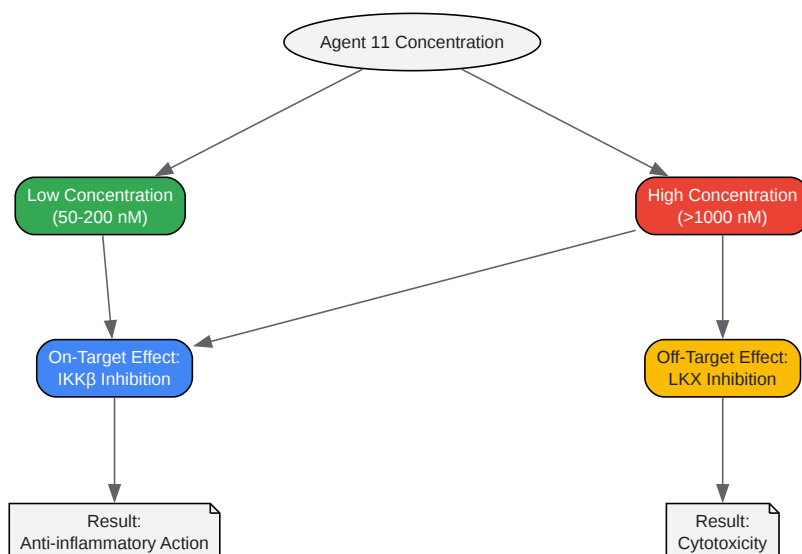 Agent 11 Concentration
Low Concentration
(50-200 nM)
High Concentration
(>1000 nM)
On-Target Effect:
IKKβ Inhibition
Off-Target Effect:
LKX Inhibition
Result:
Anti-inflammatory Action
Result:
Cytotoxicity